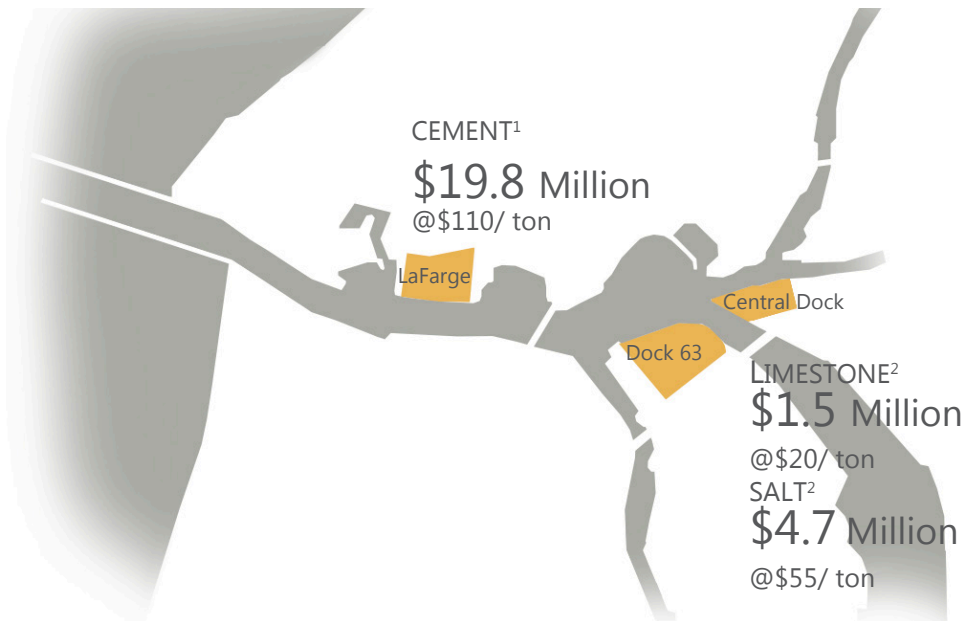 CEMENT¹
$19.8 Million
@$110/ ton
LaFarge
Central Dock
Dock 63
LIMESTONE²
$1.5 Million
@$20/ ton
SALT²
$4.7 Million
@$55/ ton